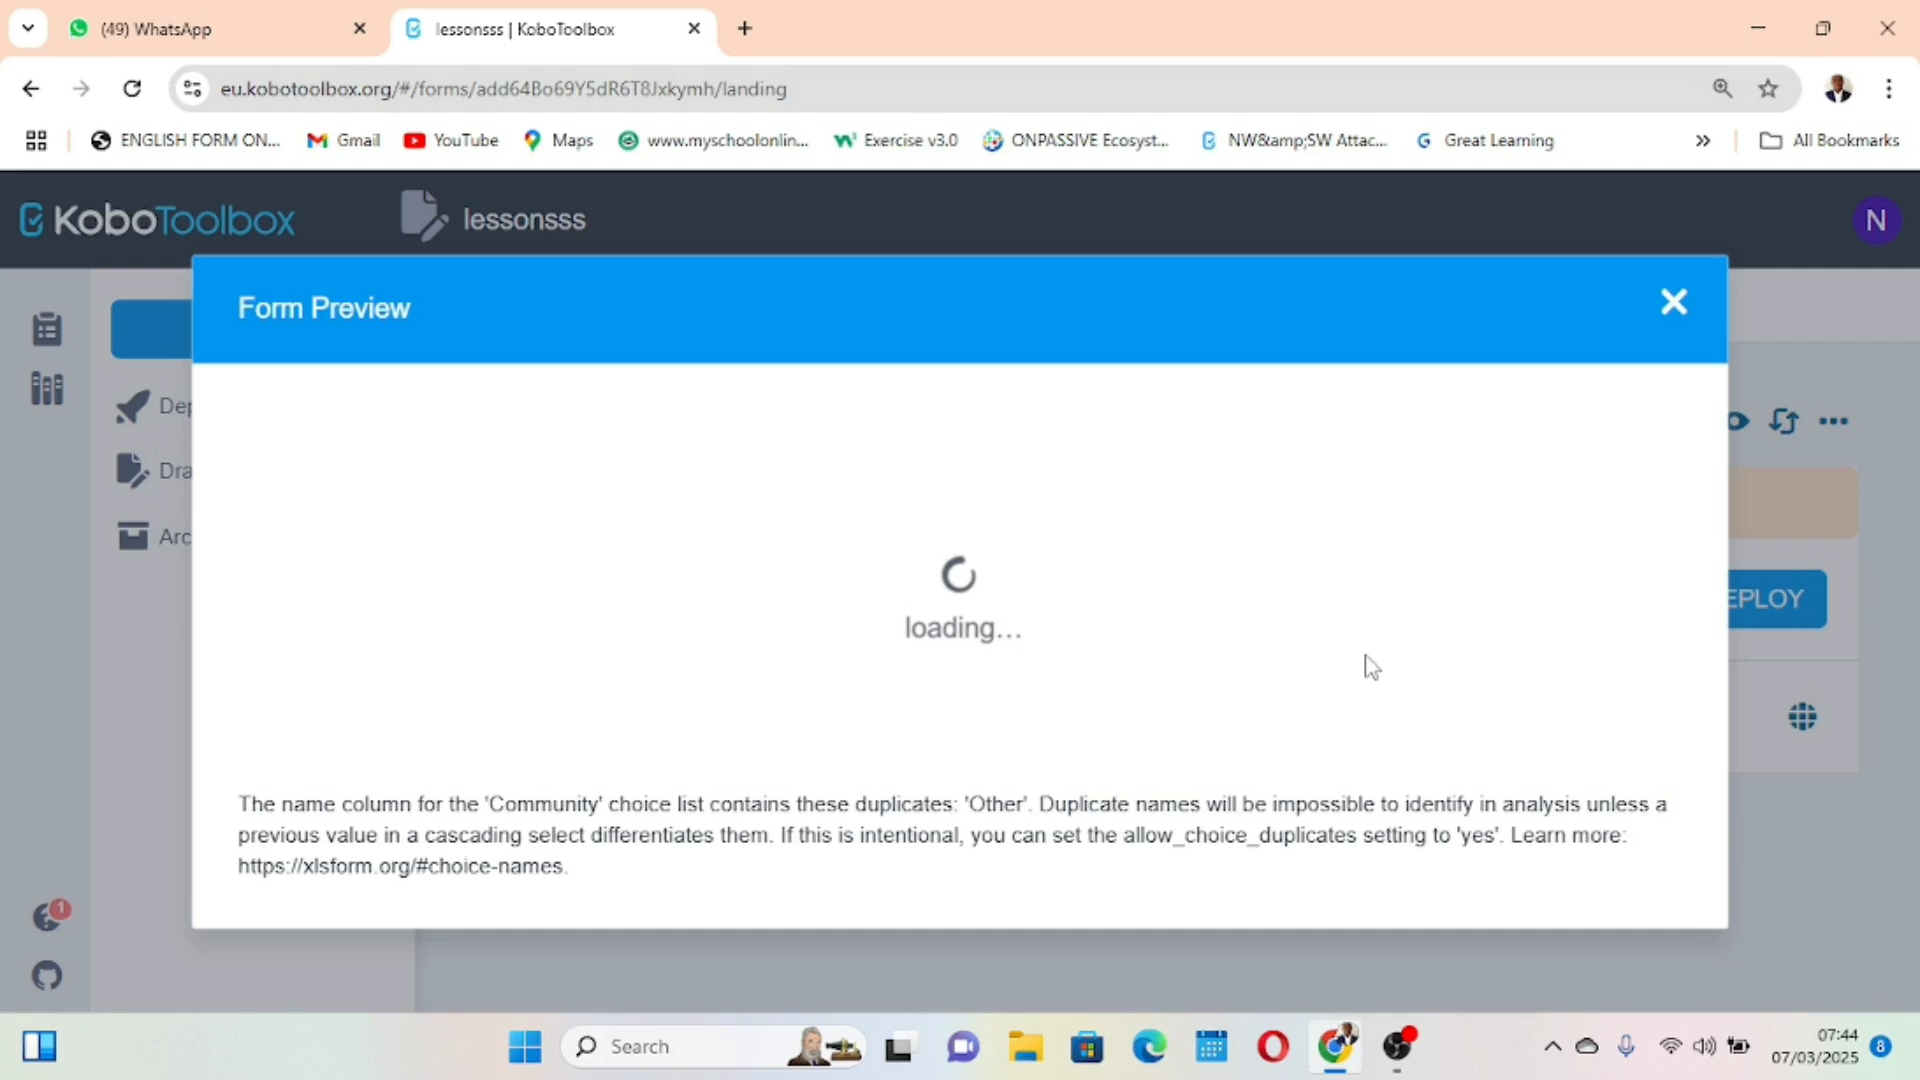 (49) WhatsApp
lessonsss | KoboToolbox
eu.kobotoolbox.org/#/forms/add64Bo69Y5dR6T8Jxkymh/landing
ENGLISH FORM ON...
Gmail
YouTube
Maps
www.myschoolonlin...
Exercise v3.0
ONPASSIVE Ecosyst...
NW&amp;SW Attac...
Great Learning
All Bookmarks
KoboToolbox
lessonsss
N
Form Preview
Dep
Dra
Arc
EPLOY
loading...
The name column for the 'Community' choice list contains these duplicates: 'Other'. Duplicate names will be impossible to identify in analysis unless a
previous value in a cascading select differentiates them. If this is intentional, you can set the allow_choice_duplicates setting to 'yes'. Learn more:
https://xlsform.org/#choice-names.
1
Search
07:44
07/03/2025
8